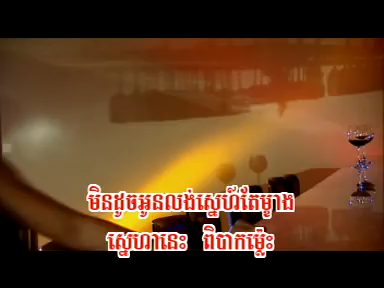 មិនដូចអូនលង់ស្នេហ៍តែម្ខាង
ស្នេហានេះ ពិបាកម្ល៉េះ